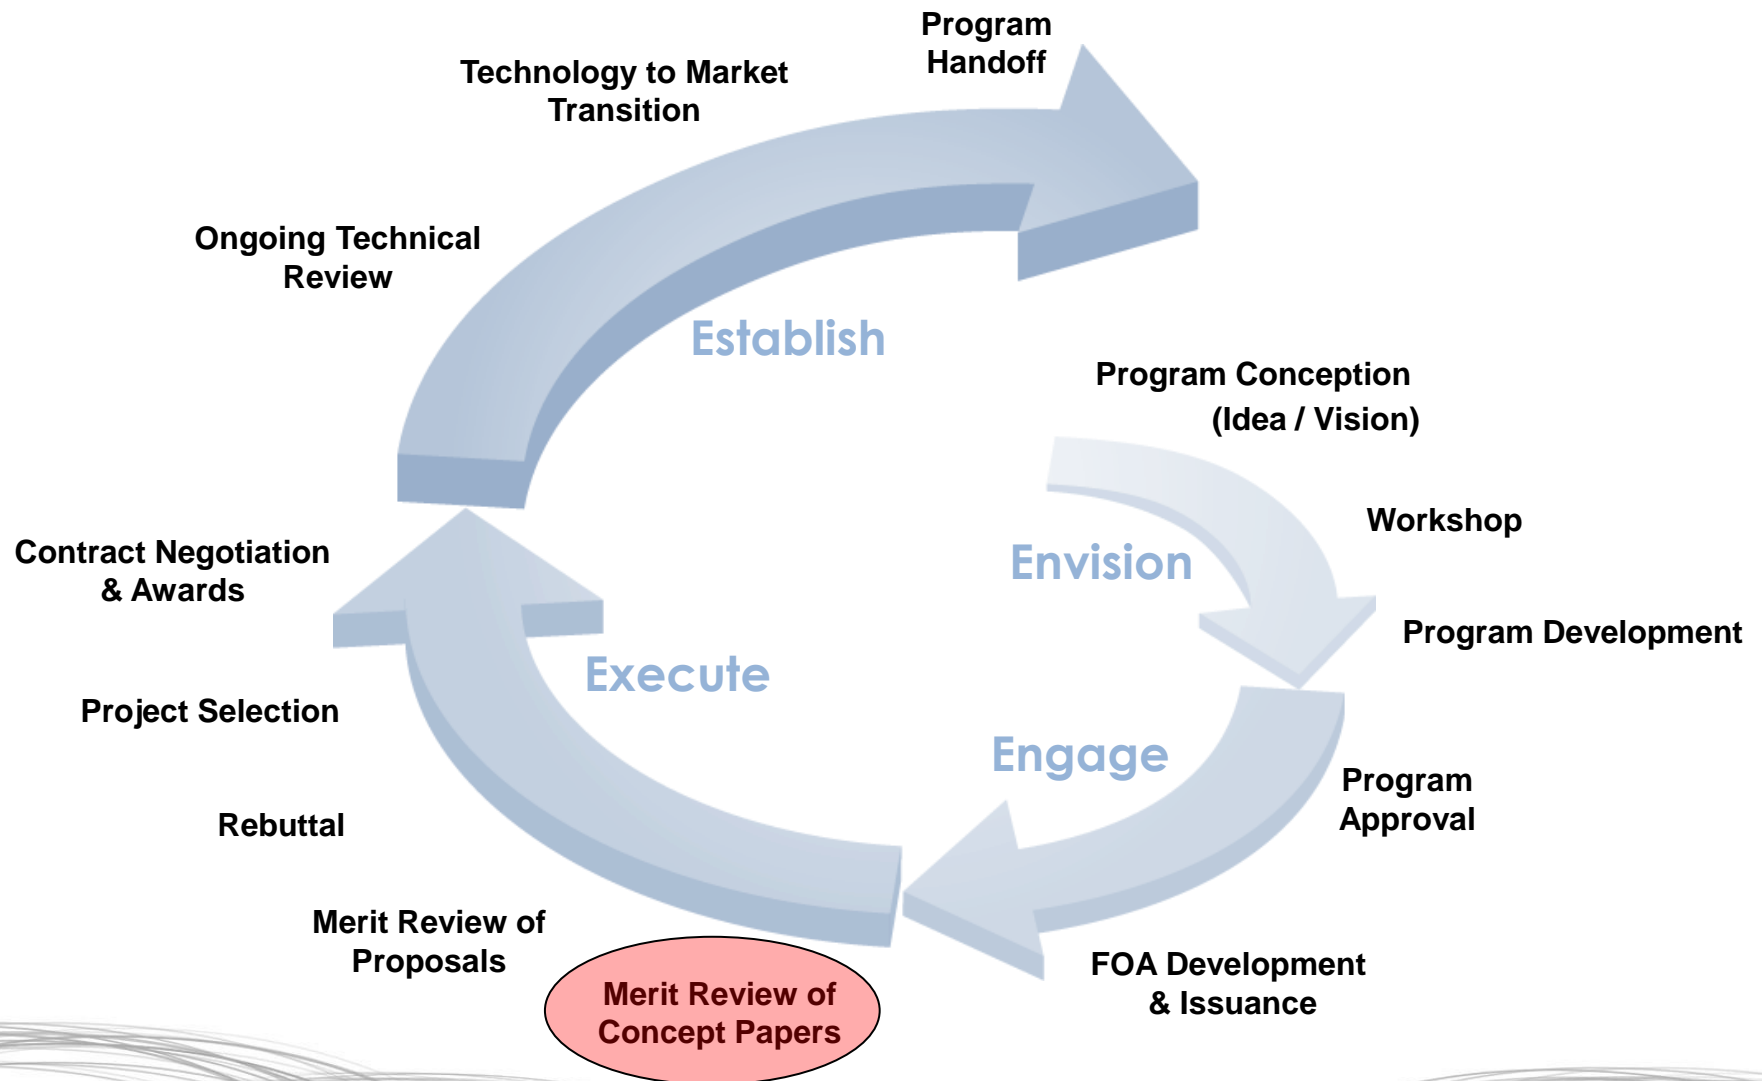 Program
Handoff
Technology to Market
Transition
Ongoing Technical
Review
Establish
Program Conception
(Idea / Vision)
Workshop
Envision
Contract Negotiation
& Awards
Program Development
Execute
Project Selection
Engage
Program
Approval
Rebuttal
Merit Review of
Proposals
Merit Review of
Concept Papers
FOA Development
& Issuance